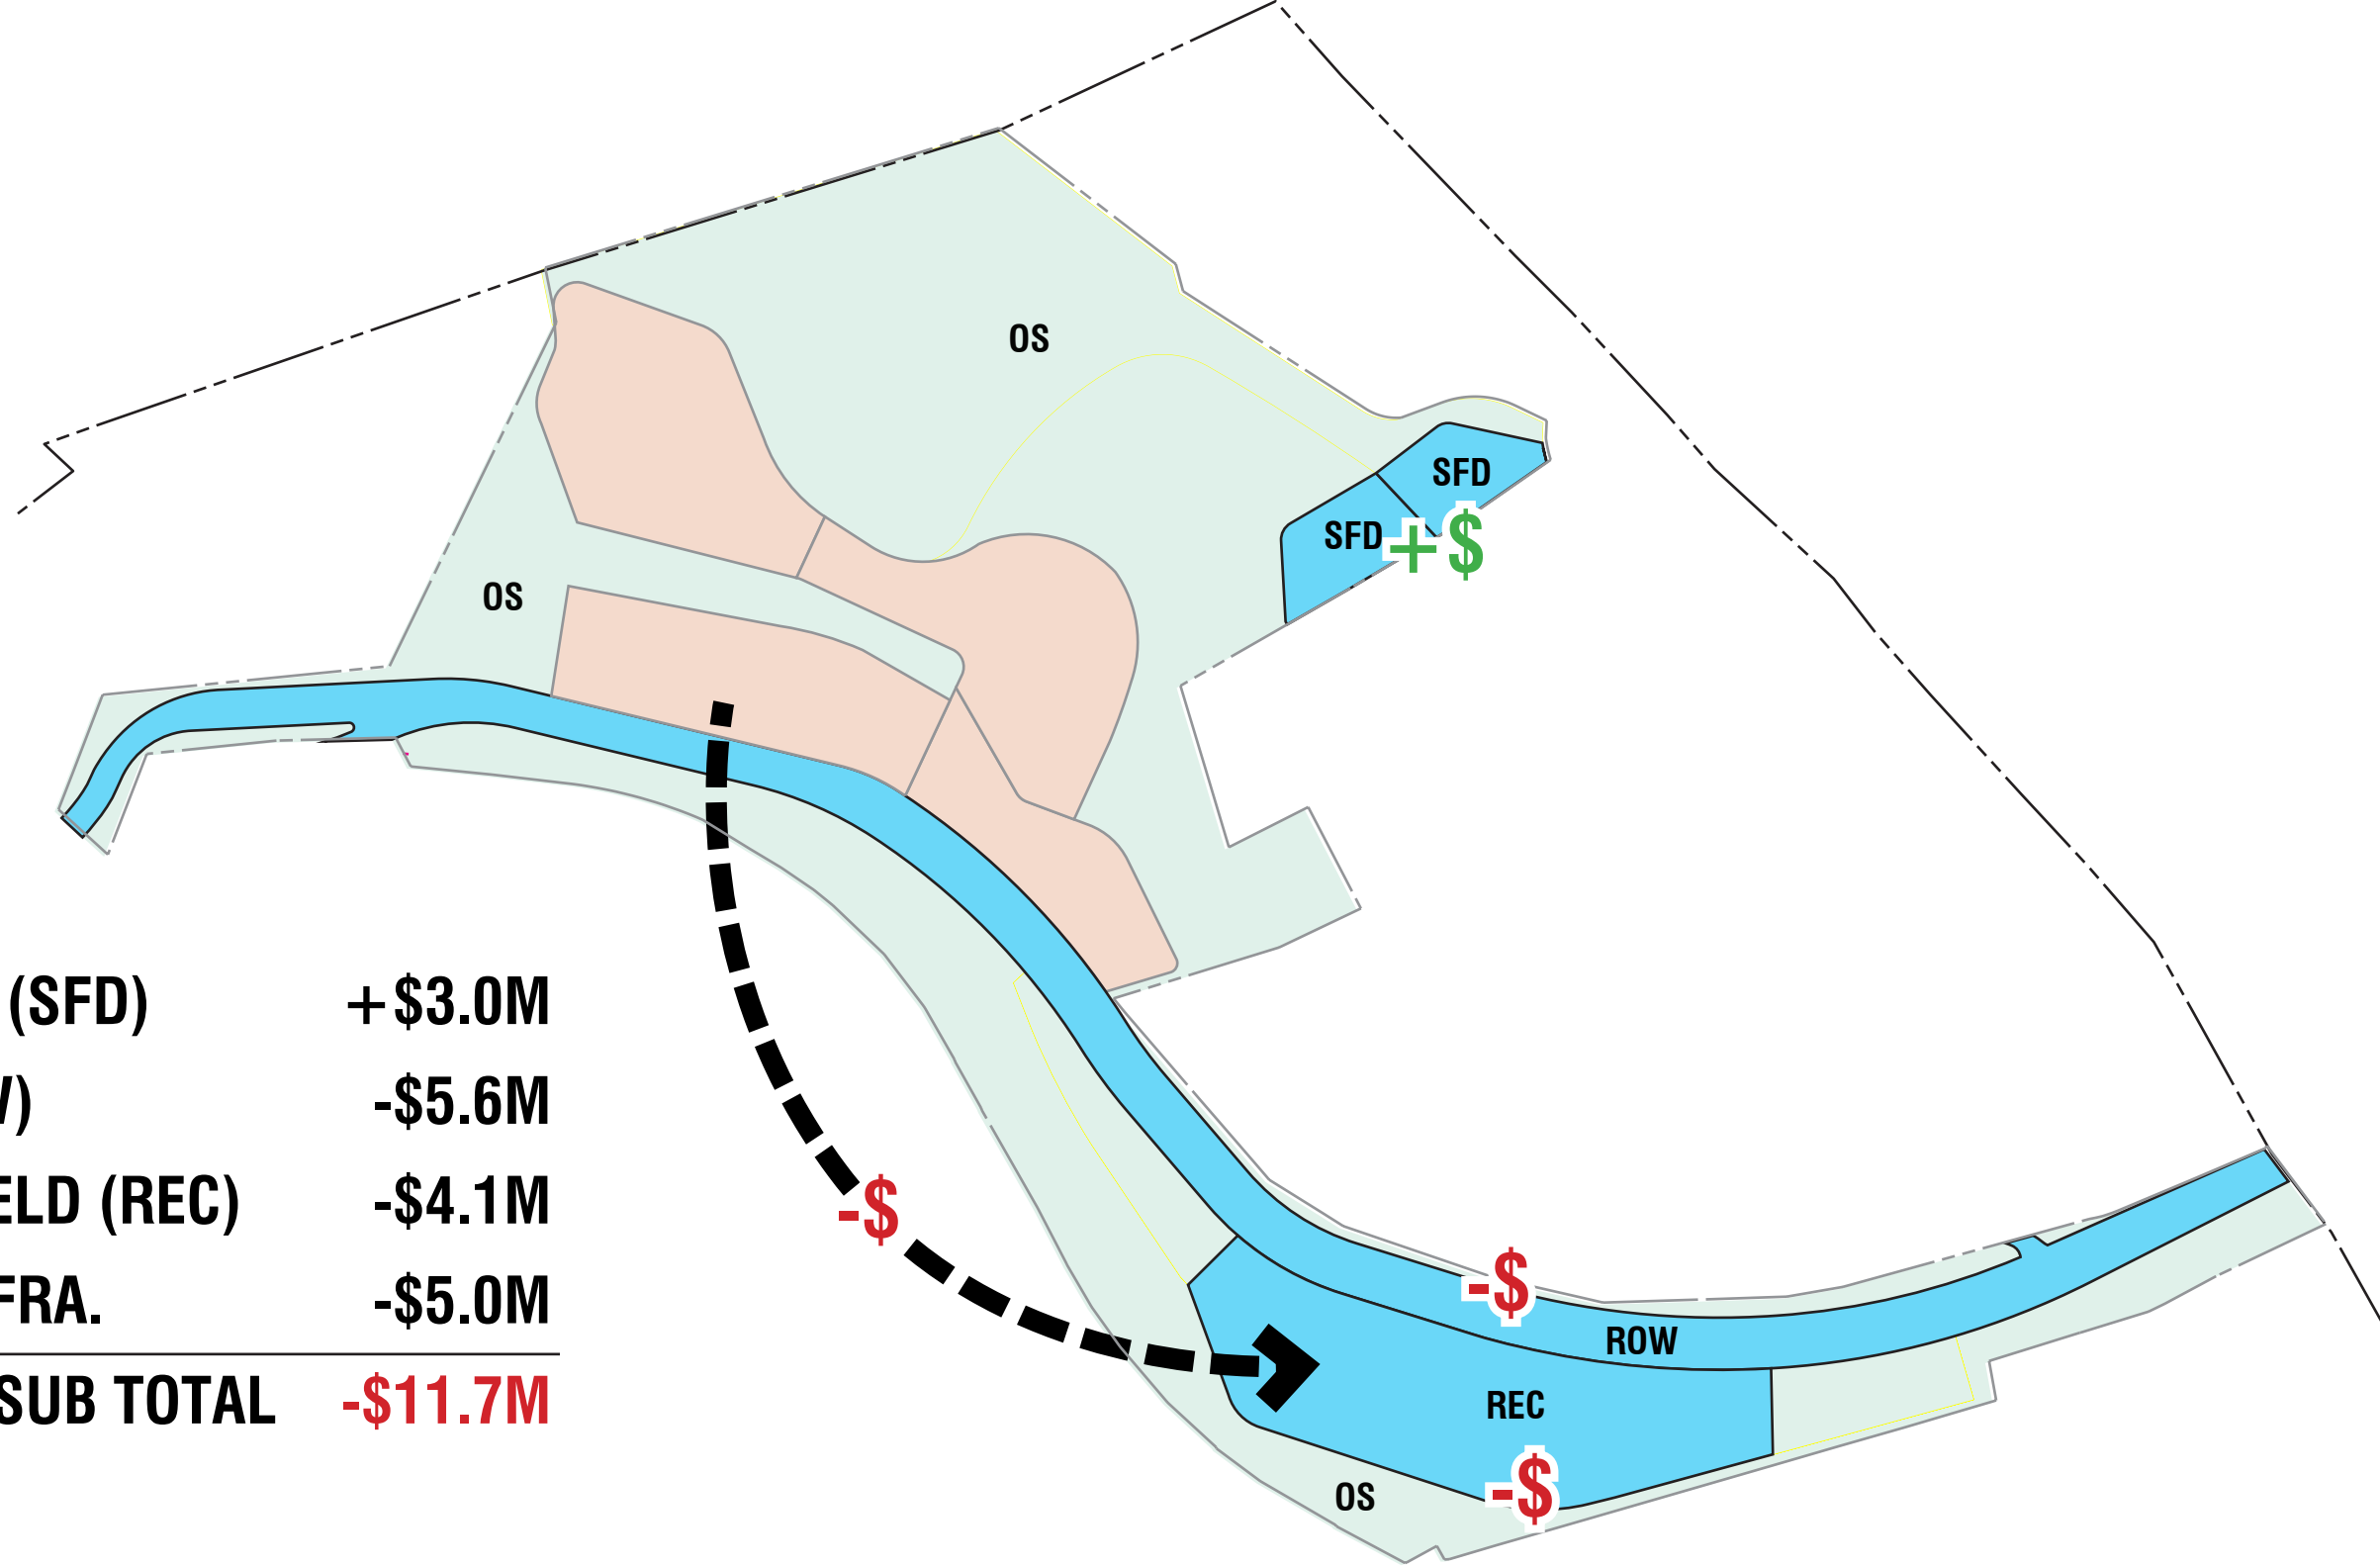 OS
SFD
SFD
+$
OS
(SFD) +$3.0M
) -$5.6M
ELD (REC) -$4.1M
FRA. -$5.0M
SUB TOTAL -$11.7M
-$
-$
ROW
REC
-$
OS